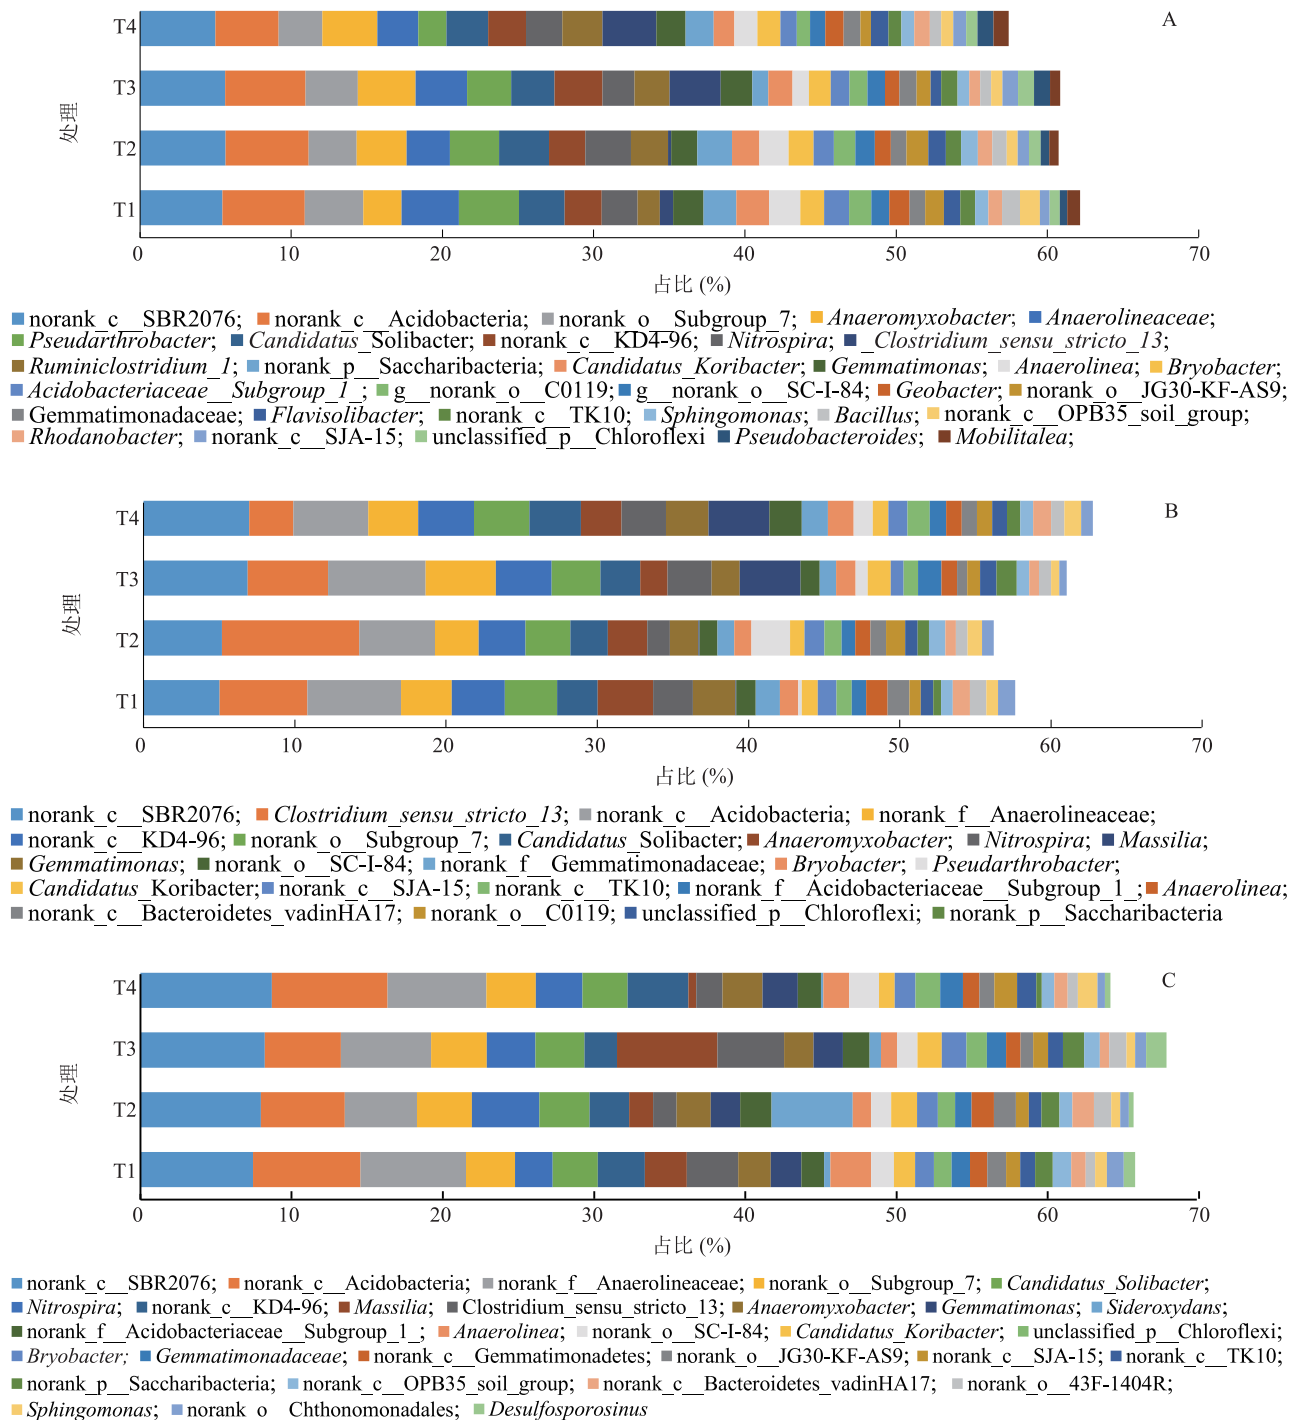 A
T4
T3
T2
T1
处理
0 10 20 30 40 50 60 70
占比 (%)
norank_c__SBR2076; norank_c__Acidobacteria; norank_o__Subgroup_7; Anaeromyxobacter; Anaerolineaceae;
Pseudarthrobacter; Candidatus_Solibacter; norank_c__KD4-96; Nitrospira; _Clostridium_sensu_stricto_13;
Ruminiclostridium_1; norank_p__Saccharibacteria; Candidatus_Koribacter; Gemmatimonas; Anaerolinea; Bryobacter;
Acidobacteriaceae_Subgroup_1_; g__norank_o__C0119; g__norank_o__SC-I-84; Geobacter; norank_o__JG30-KF-AS9;
Gemmatimonadaceae; Flavisolibacter; norank_c__TK10; Sphingomonas; Bacillus; norank_c__OPB35_soil_group;
Rhodanobacter; norank_c__SJA-15; unclassified_p__Chloroflexi Pseudobacteroides; Mobilitalea;
B
T4
T3
T2
T1
处理
0 10 20 30 40 50 60 70
占比 (%)
norank_c__SBR2076; Clostridium_sensu_stricto_13; norank_c__Acidobacteria; norank_f__Anaerolineaceae;
norank_c__KD4-96; norank_o__Subgroup_7; Candidatus_Solibacter; Anaeromyxobacter; Nitrospira; Massilia;
Gemmatimonas; norank_o__SC-I-84; norank_f__Gemmatimonadaceae; Bryobacter; Pseudarthrobacter;
Candidatus_Koribacter; norank_c__SJA-15; norank_c__TK10; norank_f__Acidobacteriaceae__Subgroup_1_; Anaerolinea;
norank_c__Bacteroidetes_vadinHA17; norank_o__C0119; unclassified_p__Chloroflexi; norank_p__Saccharibacteria
C
T4
T3
T2
T1
处理
0 10 20 30 40 50 60 70
占比 (%)
norank_c__SBR2076; norank_c__Acidobacteria; norank_f__Anaerolineaceae; norank_o__Subgroup_7; Candidatus_Solibacter;
Nitrospira; norank_c__KD4-96; Massilia; Clostridium_sensu_stricto_13; Anaeromyxobacter; Gemmatimonas; Sideroxydans;
norank_f__Acidobacteriaceae__Subgroup_1_; Anaerolinea; norank_o__SC-I-84; Candidatus_Koribacter; unclassified_p__Chloroflexi;
Bryobacter; Gemmatimonadaceae; norank_c__Gemmatimonadetes; norank_o__JG30-KF-AS9; norank_c__SJA-15; norank_c__TK10;
norank_p__Saccharibacteria; norank_c__OPB35_soil_group; norank_c__Bacteroidetes_vadinHA17; norank_o__43F-1404R;
Sphingomonas; norank_o__Chthonomonadales; Desulfosporosinus